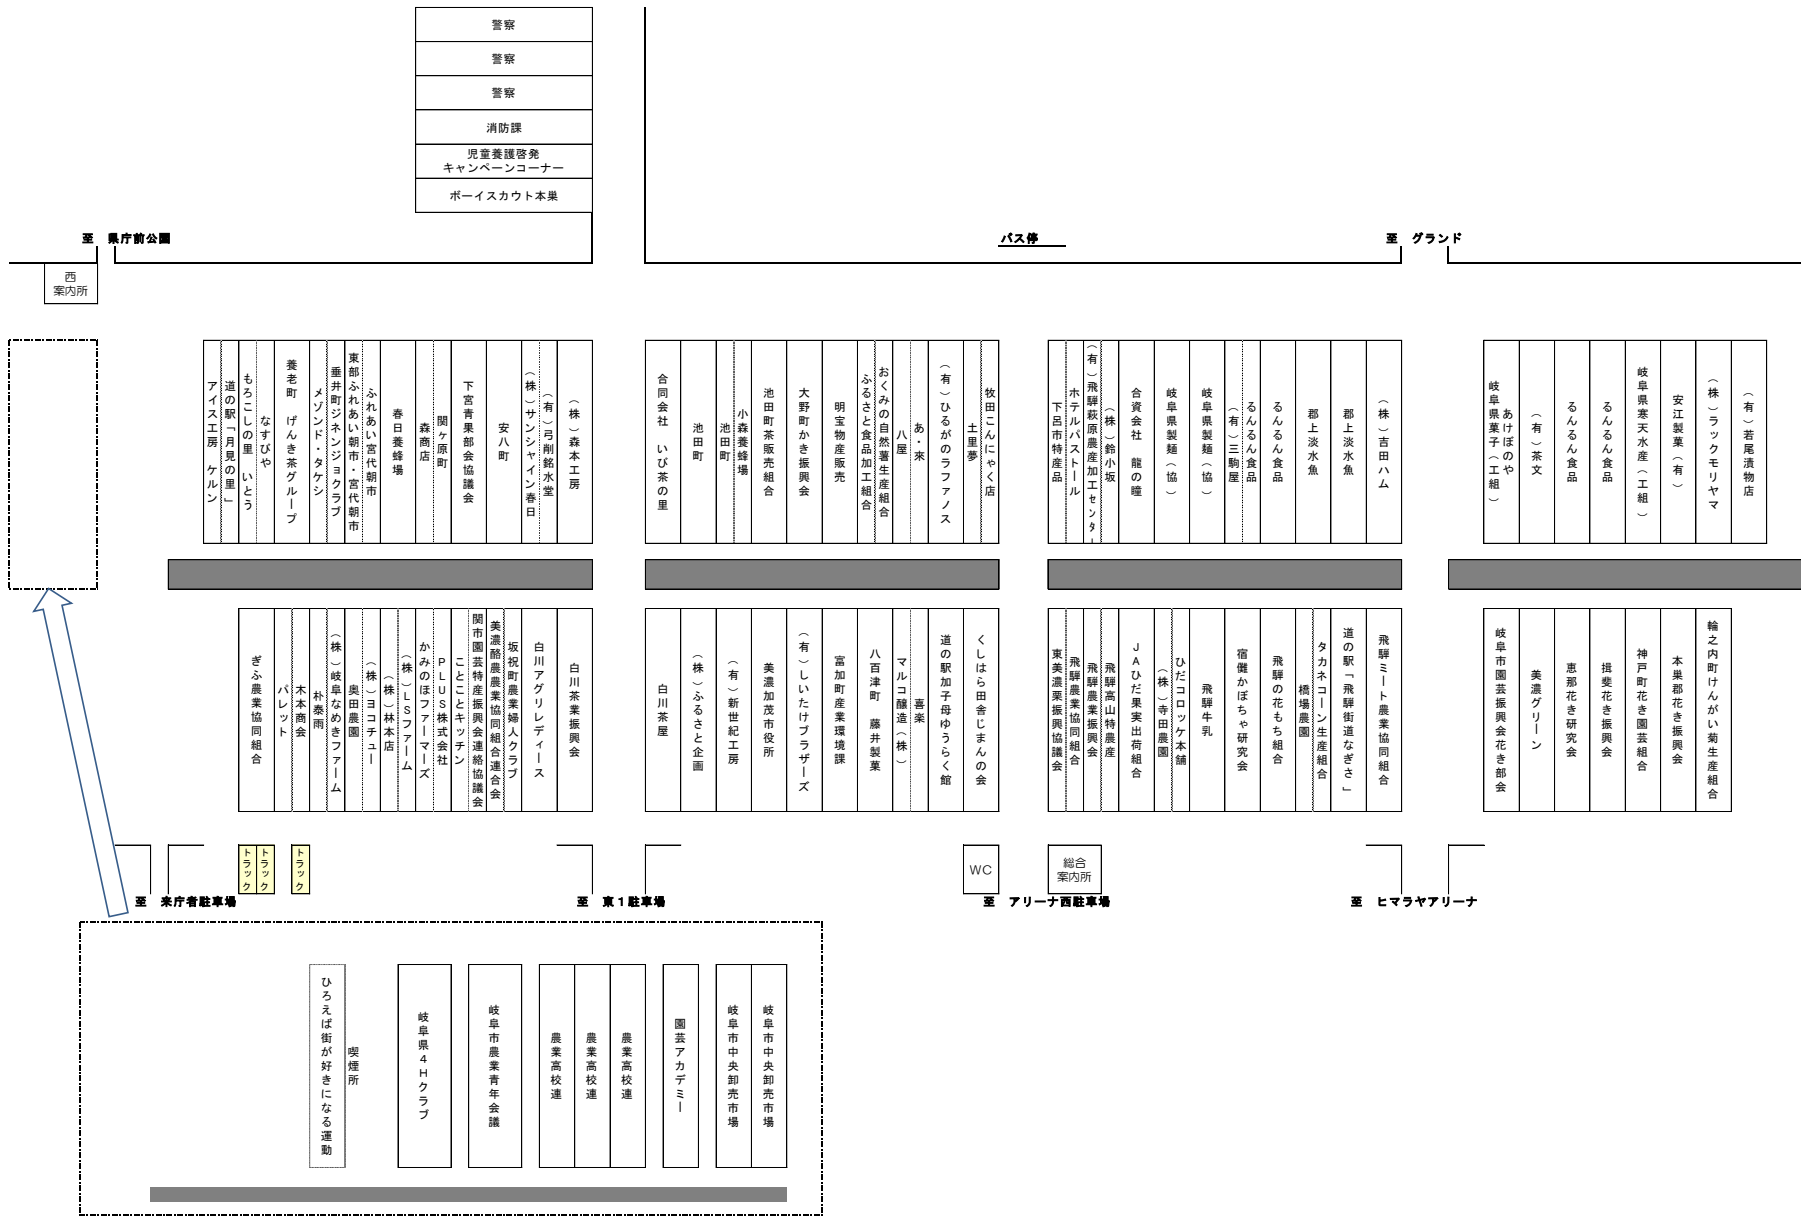 警察
警察
警察
消防課
児童養護啓発
キャンペーンコーナー
ボーイスカウト本巣
至　県庁前公園
バス停
至　グランド
西
案内所
アイス工房　ケルン
道の駅「月見の里」
もろこしの里　いとう
なすびや
養老町　げんき茶グループ
メゾンド・タケシ
垂井町ジネンジョクラブ
東部ふれあい朝市・宮代朝市
ふれあい宮代朝市
春日養蜂場
森商店
関ヶ原町
下宮青果部会協議会
安八町
（株）サンシャイン春日
（有）弓削銘水堂
（株）森本工房
合同会社　いび茶の里
池田町
池田町
小森養蜂場
池田町茶販売組合
大野町かき振興会
明宝物産販売
ふるさと食品加工組合
おくみの自然薯生産組合
八屋
あ・來
（有）ひるがのラファノス
土里夢
牧田こんにゃく店
下呂市特産品
ホテルパストール
（有）飛騨萩原農産加工センター
（株）鈴小坂
合資会社　龍の瞳
岐阜県製麺（協）
岐阜県製麺（協）
（有）三駒屋
るんるん食品
るんるん食品
郡上淡水魚
郡上淡水魚
（株）吉田ハム
岐阜県菓子（工組）
あけぼのや
（有）茶文
るんるん食品
るんるん食品
岐阜県寒天水産（工組）
安江製菓（有）
（株）ラックモリヤマ
（有）若尾漬物店
ぎふ農業協同組合
パレット
木本商会
朴泰雨
（株）岐阜なめきファーム
奥田農園
（株）ヨコチュー
（株）林本店
（株）LSファーム
かみのほファーマーズ
PLUS株式会社
ことことキッチン
関市園芸特産振興会連絡協議会
美濃酪農農業協同組合連合会
坂祝町農業婦人クラブ
白川アグリレディース
白川茶業振興会
白川茶屋
（株）ふるさと企画
（有）新世紀工房
美濃加茂市役所
（有）しいたけブラザーズ
富加町産業環境課
八百津町　藤井製菓
マルコ醸造（株）
喜楽
道の駅加子母ゆうらく館
くしはら田舎じまんの会
東美濃栗振興協議会
飛騨農業協同組合
飛騨農業振興会
飛騨高山特農産
JAひだ果実出荷組合
（株）寺田農園
ひだコロッケ本舗
飛騨牛乳
宿儺かぼちゃ研究会
飛騨の花もち組合
橋場農園
タカネコーン生産組合
道の駅「飛騨街道なぎさ」
飛騨ミート農業協同組合
岐阜市園芸振興会花き部会
美濃グリーン
恵那花き研究会
揖斐花き振興会
神戸町花き園芸組合
本巣郡花き振興会
輪之内町けんがい菊生産組合
トラック
トラック
トラック
WC
総合
案内所
至　来庁者駐車場
至　東1駐車場
至　アリーナ西駐車場
至　ヒマラヤアリーナ
ひろえば街が好きになる運動
喫煙所
岐阜県4Hクラブ
岐阜市農業青年会議
農業高校連
農業高校連
農業高校連
園芸アカデミー
岐阜市中央卸売市場
岐阜市中央卸売市場